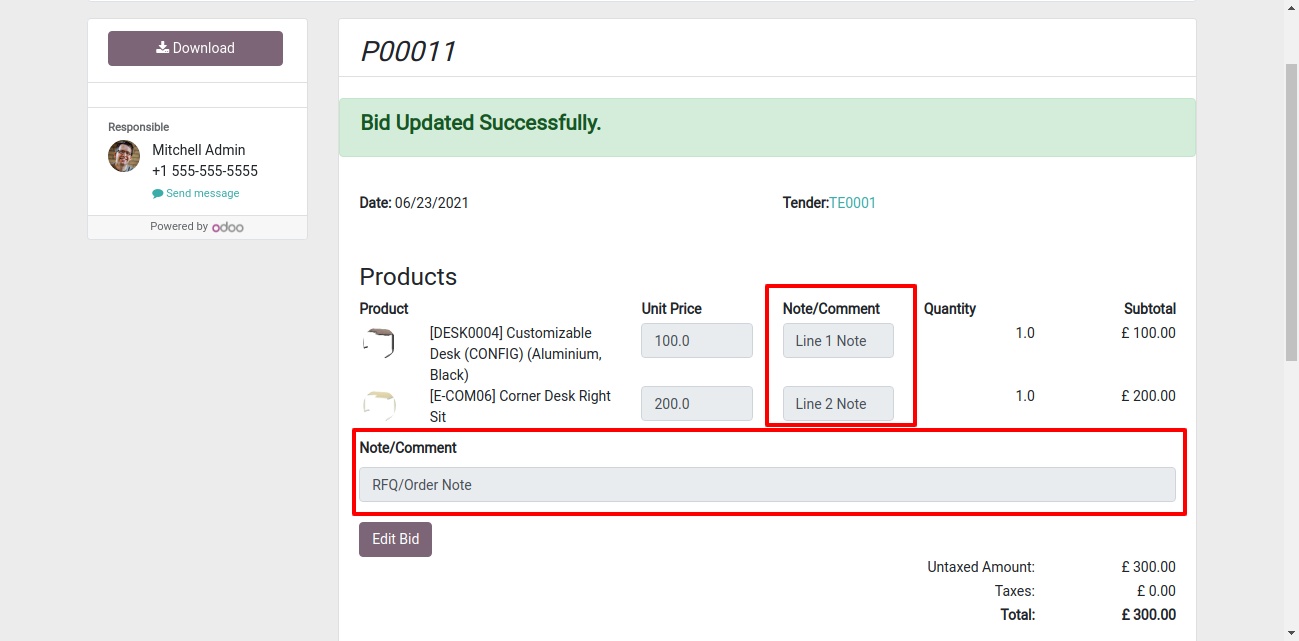 Download
Responsible
Mitchell Admin
+1 555-555-5555
Send message
Powered by odoo
P00011
Bid Updated Successfully.
Date: 06/23/2021 Tender:TE0001
Products
Product Unit Price Note/Comment Quantity Subtotal
[DESK0004] Customizable 100.0 Line 1 Note 1.0 £ 100.00
Desk (CONFIG) (Aluminium,
Black)
[E-COM06] Corner Desk Right 200.0 Line 2 Note 1.0 £ 200.00
Sit
Note/Comment
RFQ/Order Note
Edit Bid
Untaxed Amount: £ 300.00
Taxes: £ 0.00
Total: £ 300.00